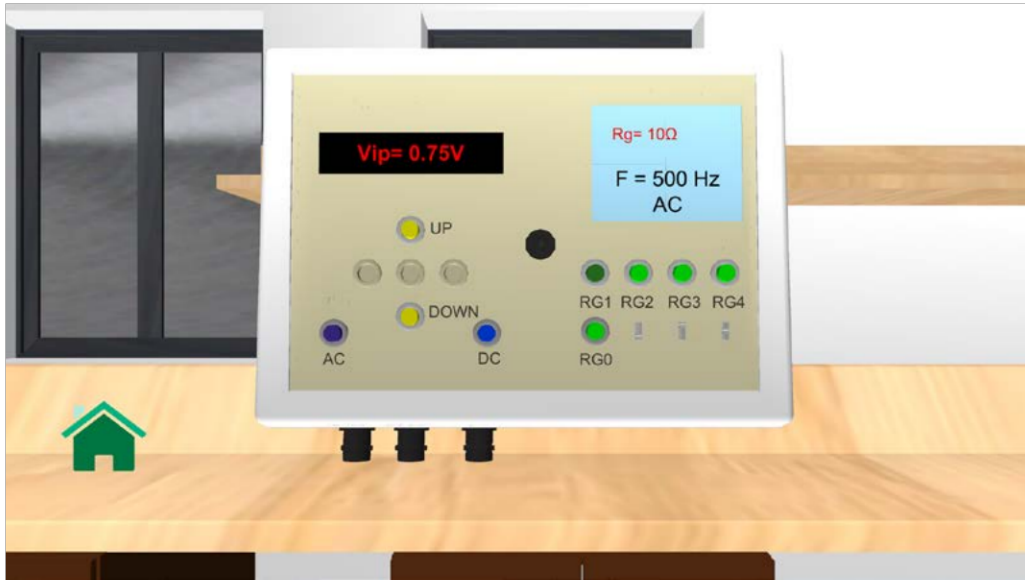 Vip= 0.75V
Rg= 10Ω
F = 500 Hz
AC
UP
DOWN
RG1 RG2 RG3 RG4
AC
DC
RG0